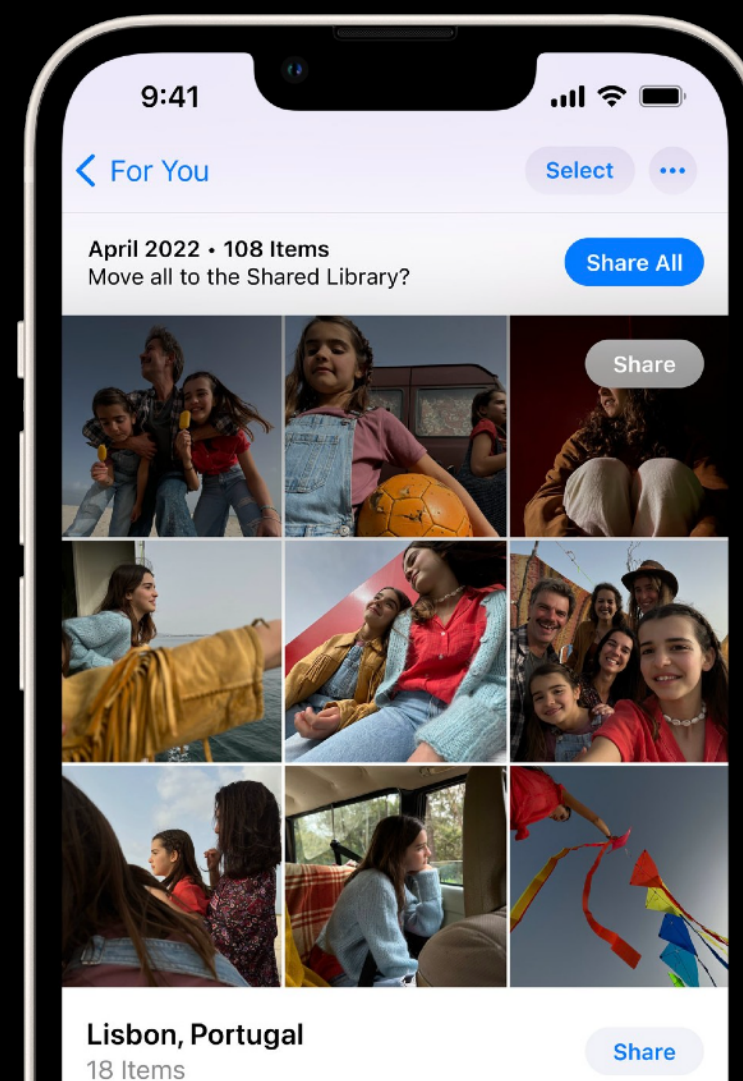 9:41
For You
Select
April 2022 • 108 Items
Move all to the Shared Library?
Share All
Share
Lisbon, Portugal
18 Items
Share